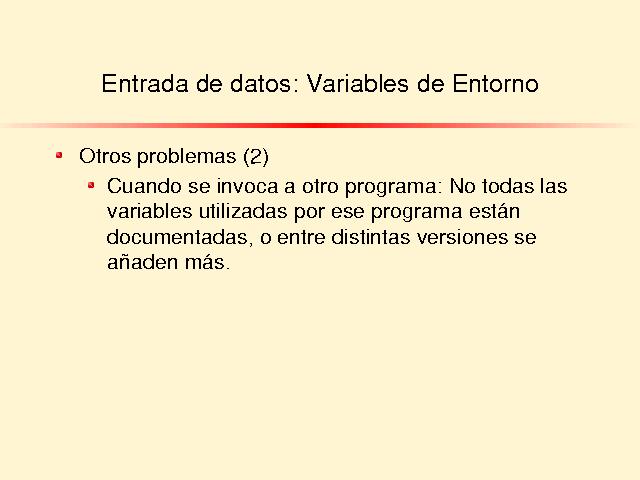 Entrada de datos: Variables de Entorno
Otros problemas (2)
Cuando se invoca a otro programa: No todas las
variables utilizadas por ese programa están
documentadas, o entre distintas versiones se
añaden más.